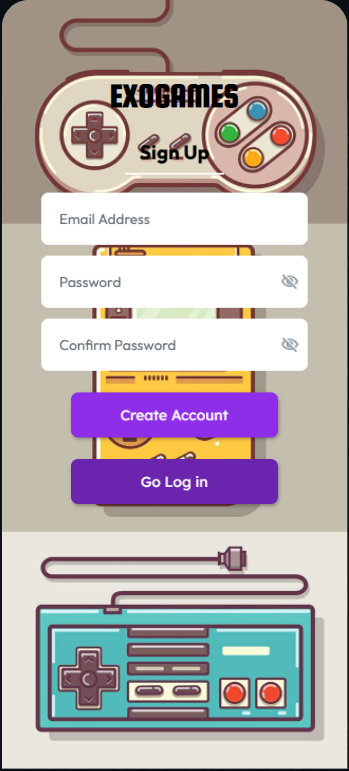 EXOGAMES
Sign Up
Email Address
Password
Confirm Password
Create Account
Go Log in